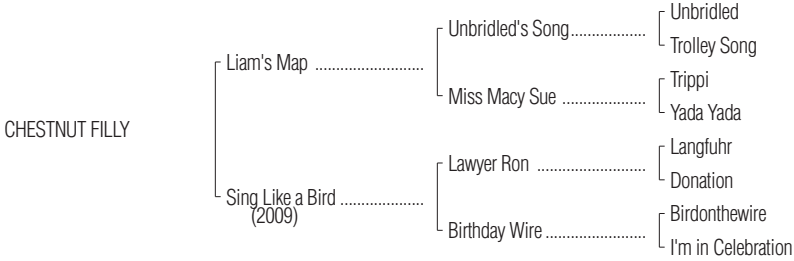 Unbridled
Unbridled's Song..................
Trolley Song
Liam's Map ..........................
Trippi
Miss Macy Sue ....................
Yada Yada
CHESTNUT FILLY
Langfuhr
Lawyer Ron ..........................
Donation
Sing Like a Bird ....................
(2009)
Birdonthewire
Birthday Wire ........................
I'm in Celebration